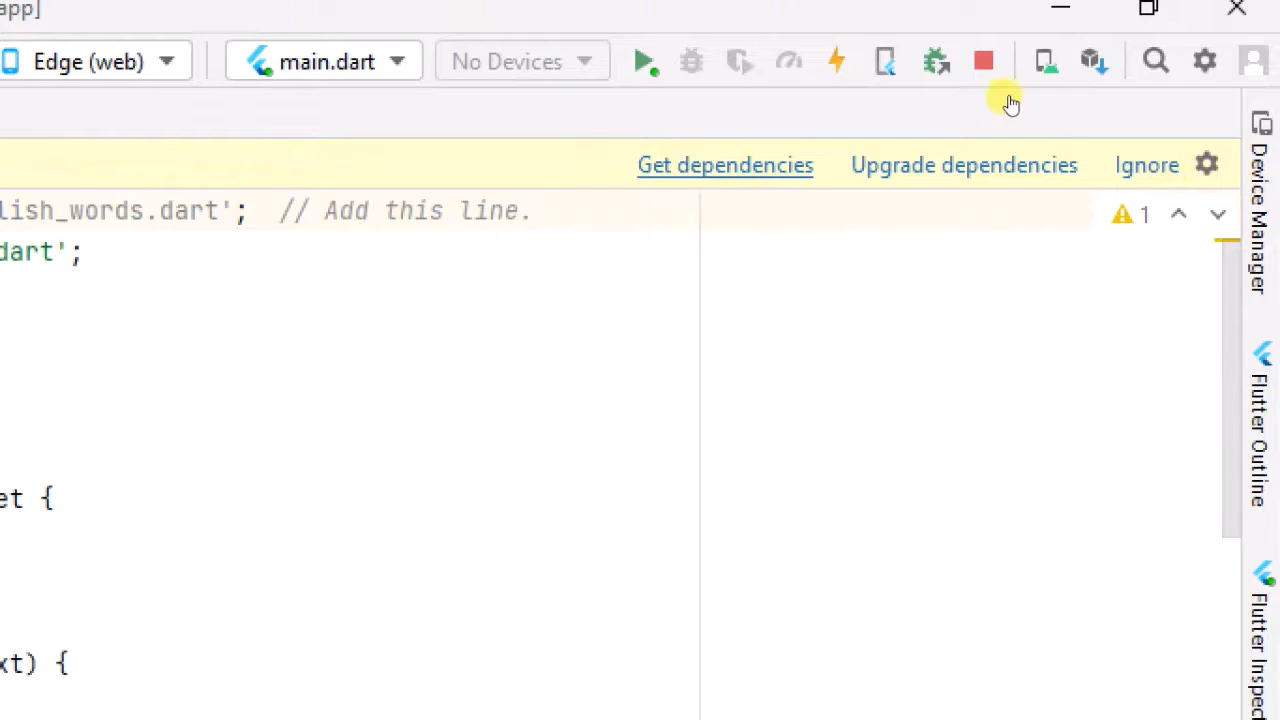 app]
Edge (web) main.dart No Devices
Get dependencies Upgrade dependencies Ignore
lish_words.dart'; // Add this line. 1
dart';
et {
xt) {
Device Manager
Flutter Outline
Flutter Inspect